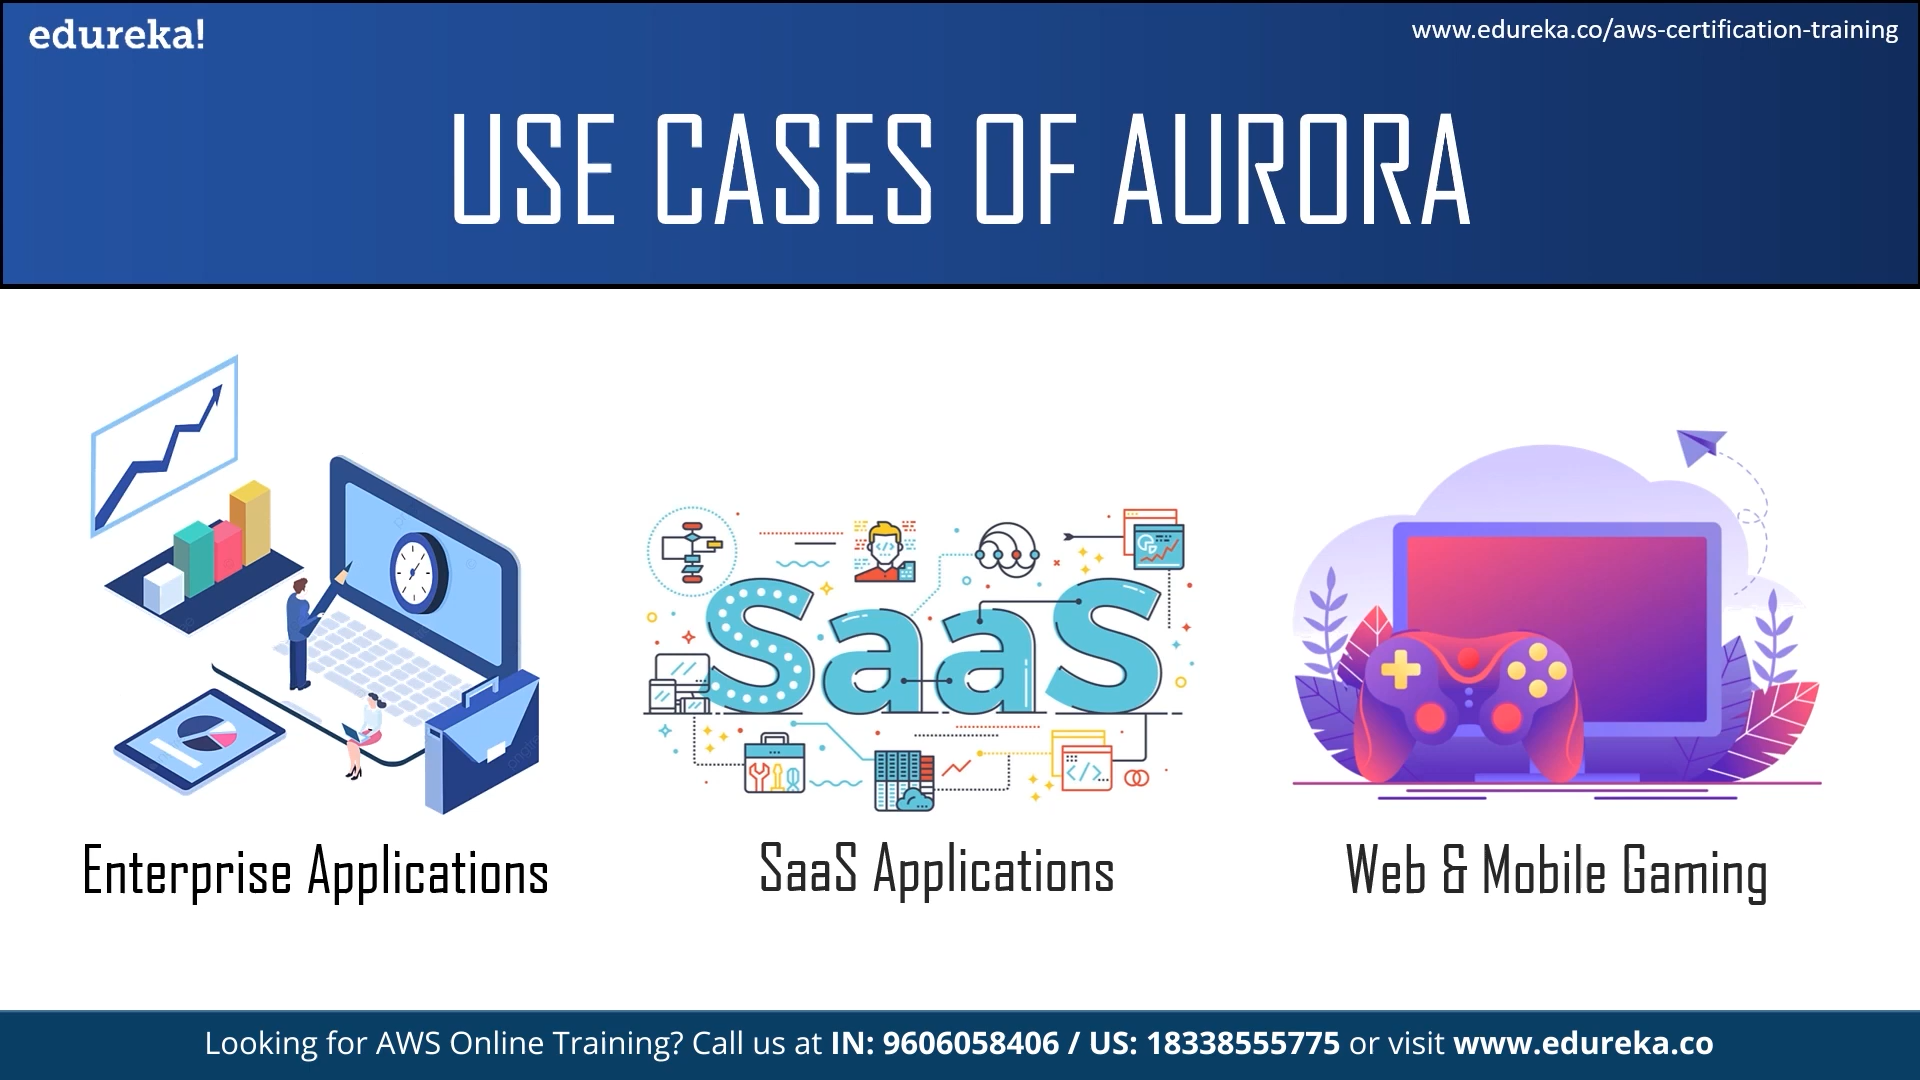 edureka!
www.edureka.co/aws-certification-training
USE CASES OF AURORA
SaaS
Enterprise Applications
SaaS Applications
Web & Mobile Gaming
Looking for AWS Online Training? Call us at IN: 9606058406 / US: 18338555775 or visit www.edureka.co